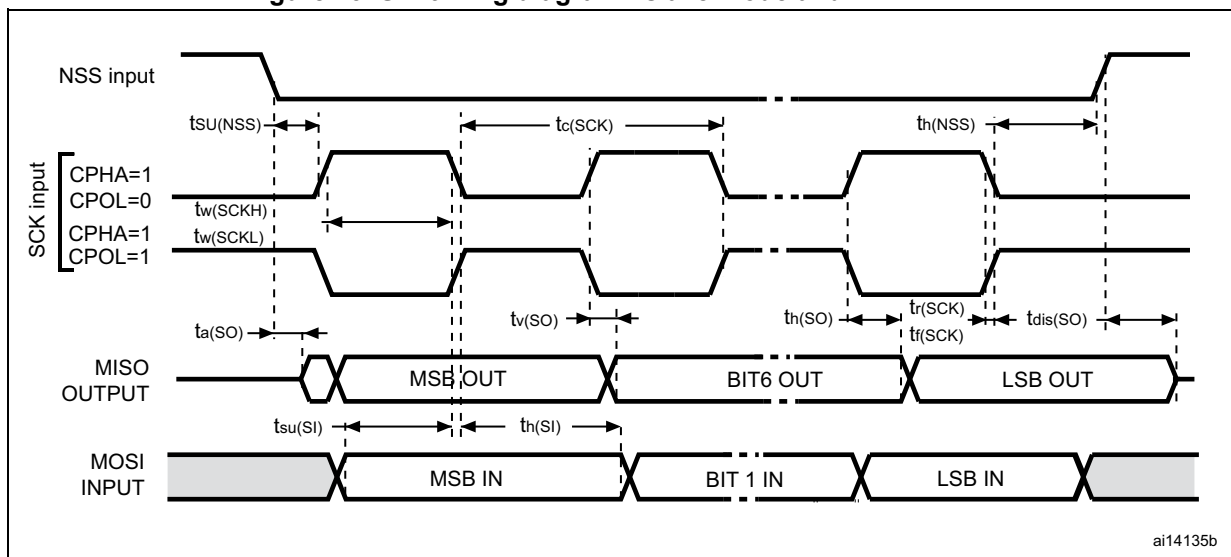 NSS input
tSU(NSS)
tc(SCK)
th(NSS)
SCK input
CPHA=1
CPOL=0
tw(SCKH)
CPHA=1
tw(SCKL)
CPOL=1
ta(SO)
tv(SO)
th(SO)
tr(SCK)
tf(SCK)
tdis(SO)
MISO
OUTPUT
MSB OUT
BIT6 OUT
LSB OUT
tsu(SI)
th(SI)
MOSI
INPUT
MSB IN
BIT 1 IN
LSB IN
ai14135b